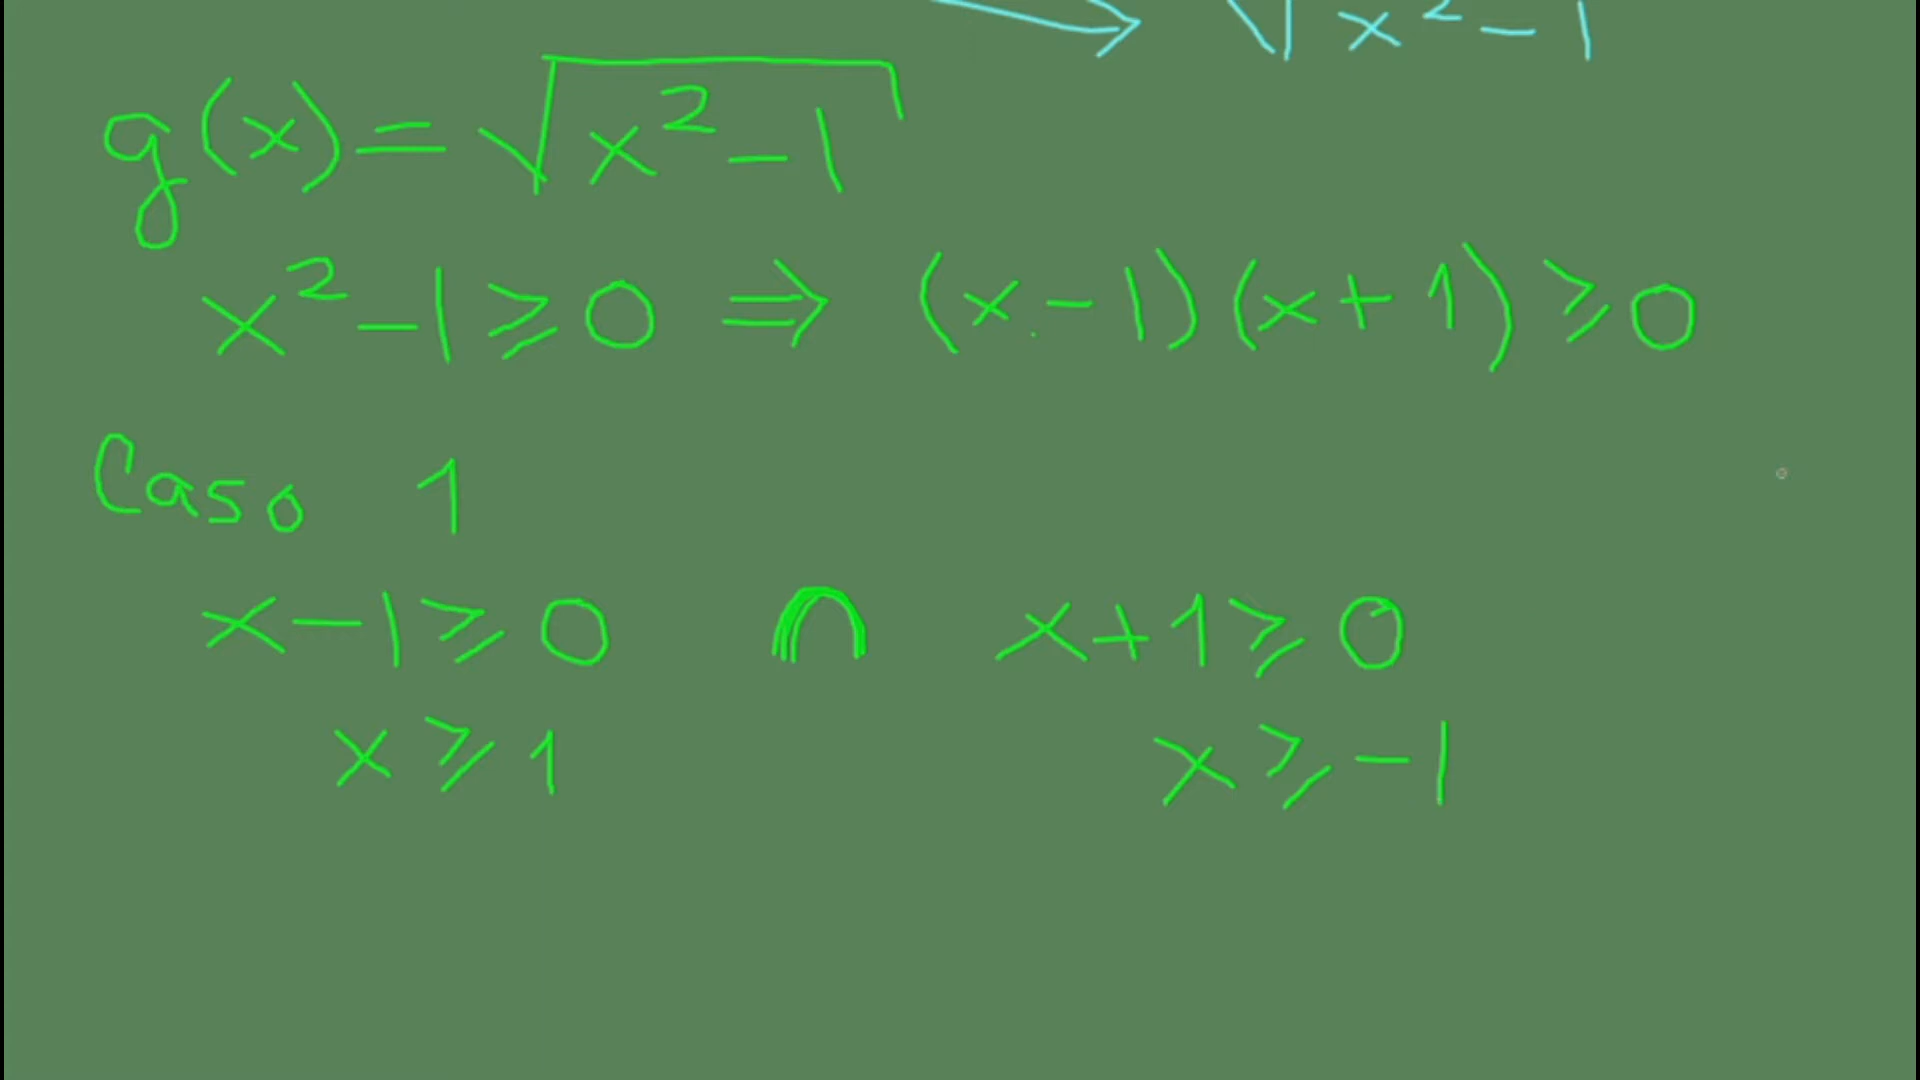 √x²-1
g(x)=√x²-1
x²-1≥0 ⇒ (x-1)(x+1)≥0
Caso 1
x-1≥0 ∩ x+1≥0
x≥1 x≥-1